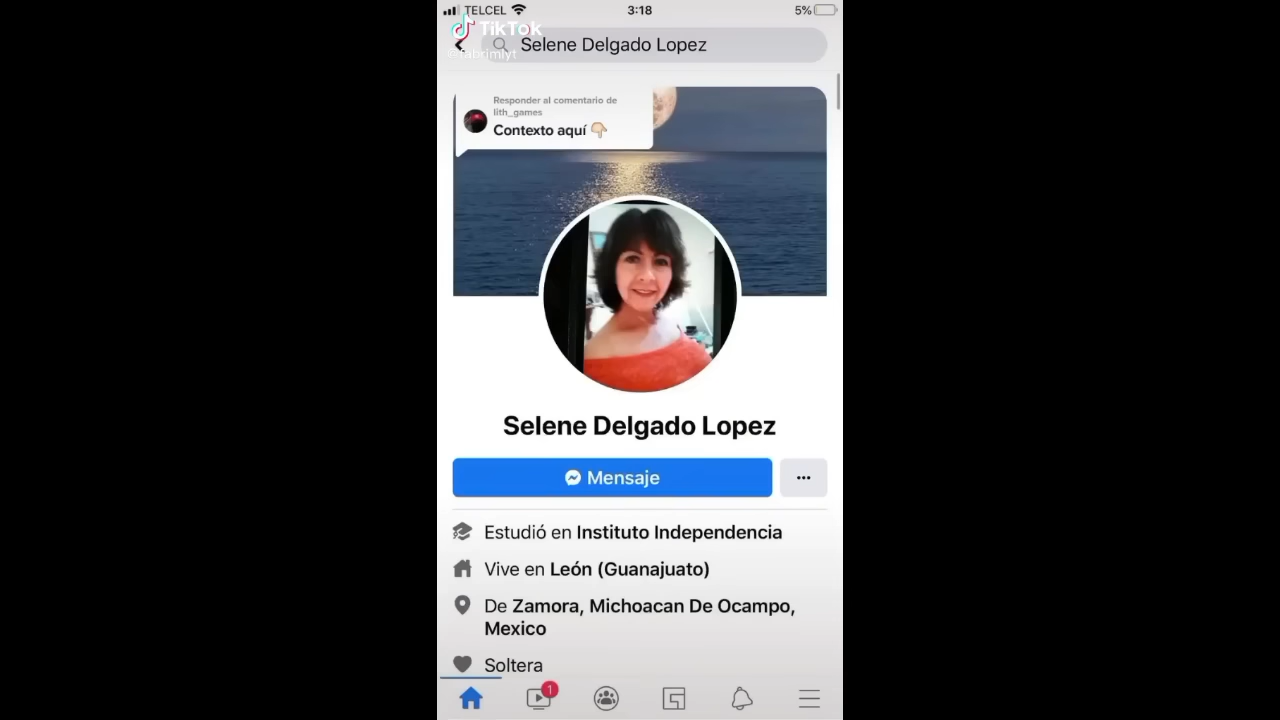 TELCEL
3:18
5%
TikTok
Selene Delgado Lopez
Responder al comentario de
lith_games
Contexto aquí
Selene Delgado Lopez
Mensaje
Estudió en Instituto Independencia
Vive en León (Guanajuato)
De Zamora, Michoacan De Ocampo,
Mexico
Soltera
1